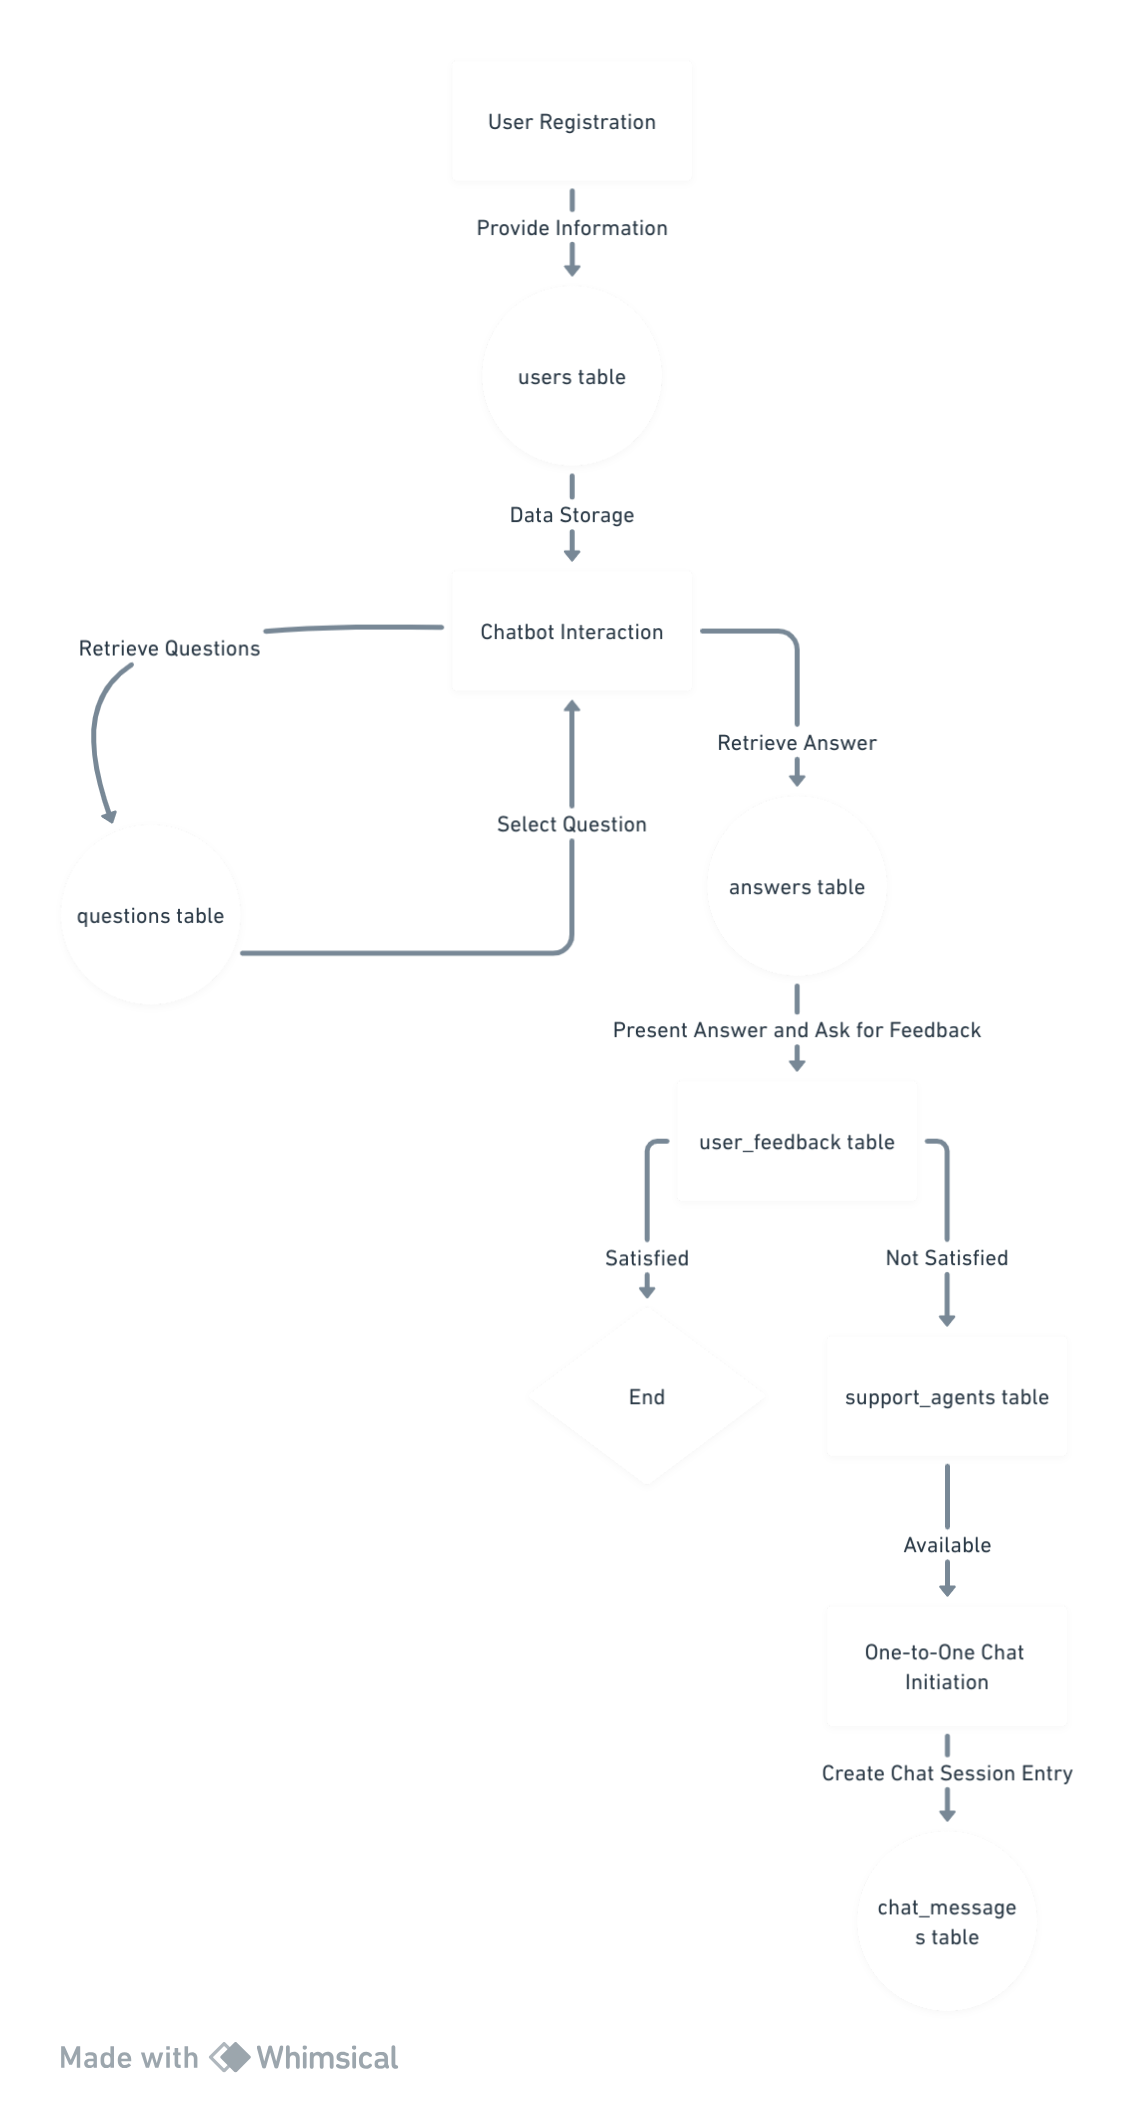 User Registration
Provide Information
users table
Data Storage
Chatbot Interaction
Retrieve Questions
Retrieve Answer
Select Question
answers table
questions table
Present Answer and Ask for Feedback
user_feedback table
Satisfied
Not Satisfied
End
support_agents table
Available
One-to-One Chat
Initiation
Create Chat Session Entry
chat_message
s table
Made with Whimsical